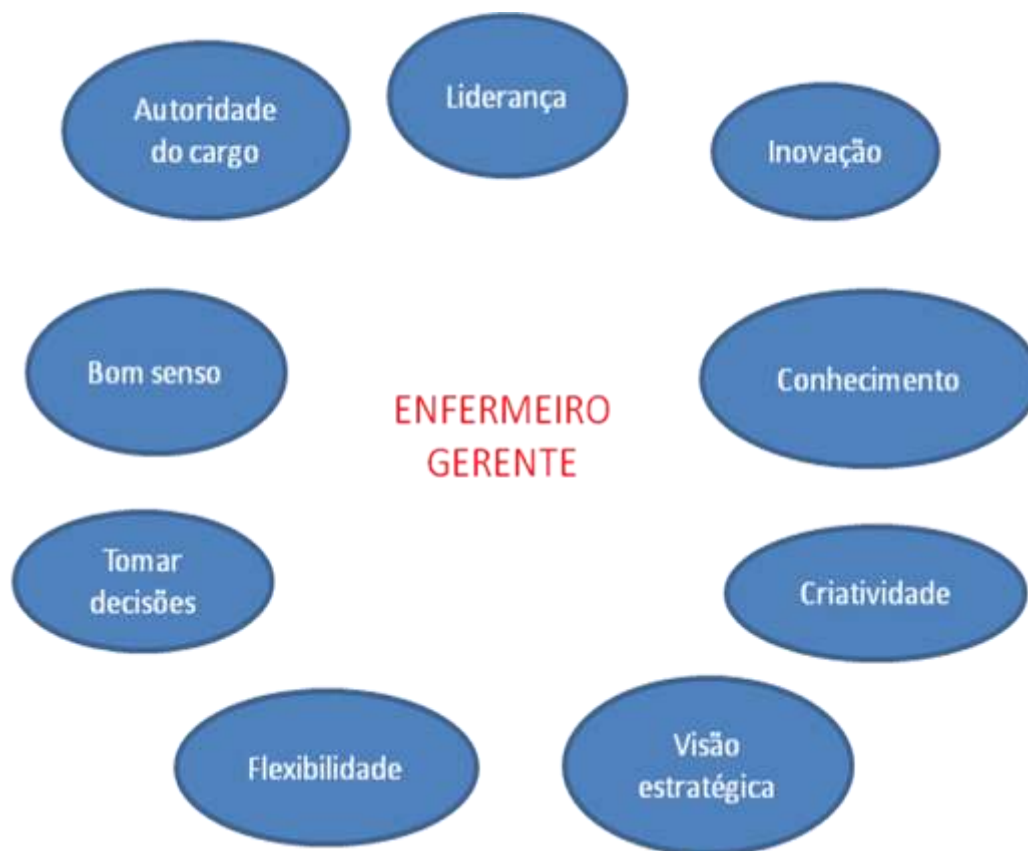 Liderança
Autoridade
do cargo
Inovação
Bom senso
Conhecimento
ENFERMEIRO
GERENTE
Tomar
decisões
Criatividade
Flexibilidade
Visão
estratégica